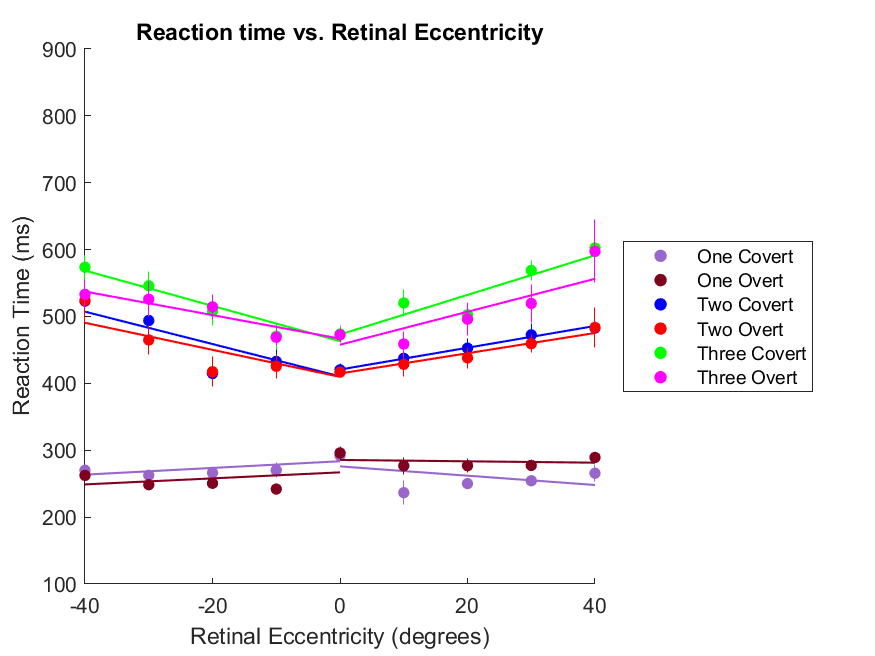 Reaction time vs. Retinal Eccentricity
900
800
700
600
500
400
300
200
100
Reaction Time (ms)
-40
-20
0
20
40
Retinal Eccentricity (degrees)
One Covert
One Overt
Two Covert
Two Overt
Three Covert
Three Overt